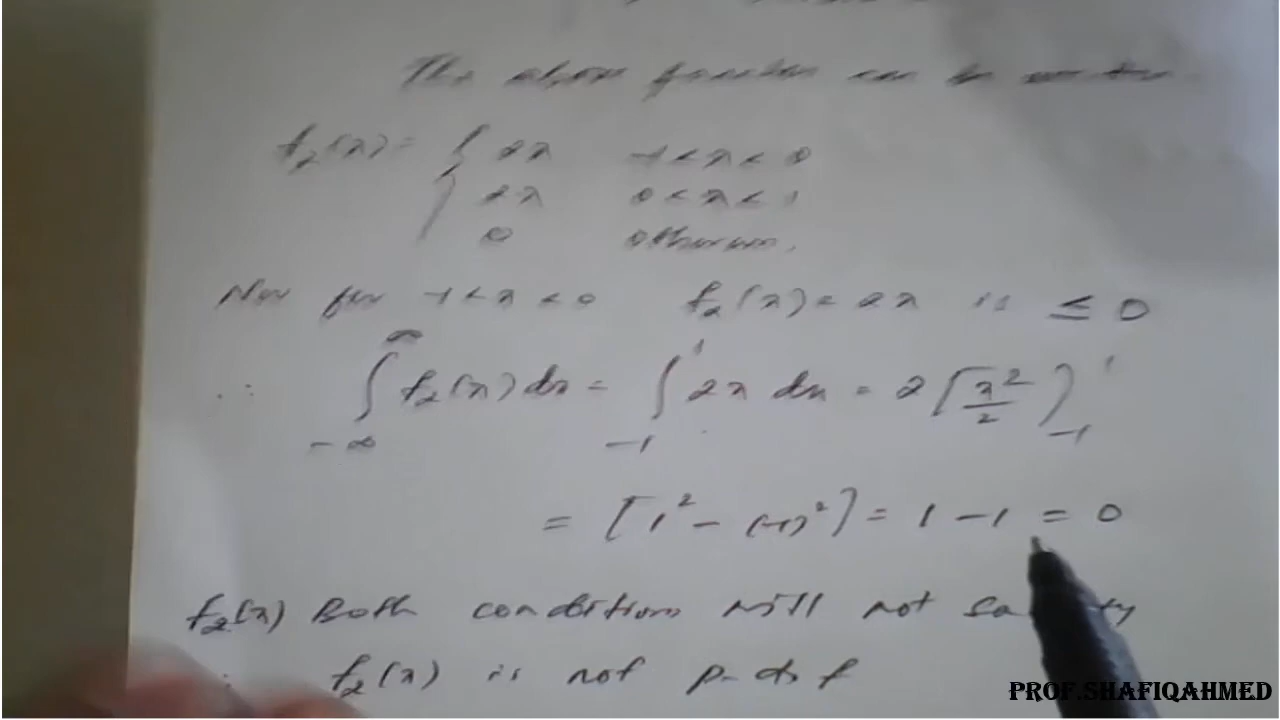 The above function can be written
f₂(x) = { 2x -1 < x < 0
2x 0 < x < 1
0 otherwise.
Now for -1 < x < 0 f₂(x) = 2x is ≤ 0
∴ ∫_{-∞}^{∞} f₂(x) dx = ∫_{-1}^{1} 2x dx = 2 [x²/2]_{-1}^{1}
= [1² - (-1)²] = 1 - 1 = 0
f₂(x) Both conditions will not
∴ f₂(x) is not p.d.f
PROF.SHAFIQAHMED